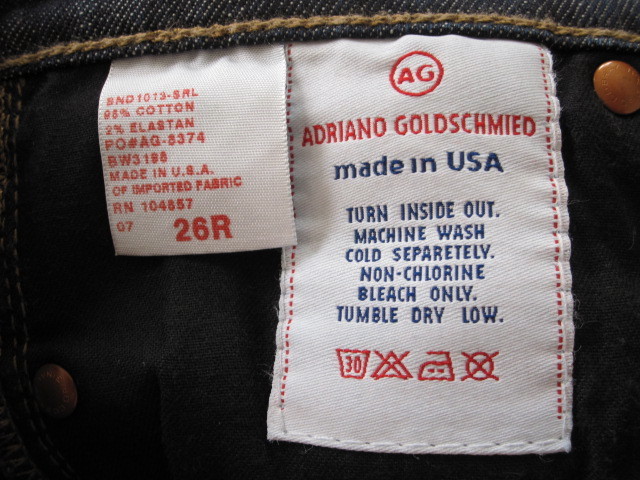 BND1013-SRL
98% COTTON
2% ELASTAN
PO#AG-8374
BW3198
MADE IN U.S.A.
OF IMPORTED FABRIC
RN 104857
07 26R
AG
ADRIANO GOLDSCHMIED
made in USA
TURN INSIDE OUT.
MACHINE WASH
COLD SEPARETELY.
NON-CHLORINE
BLEACH ONLY.
TUMBLE DRY LOW.
30